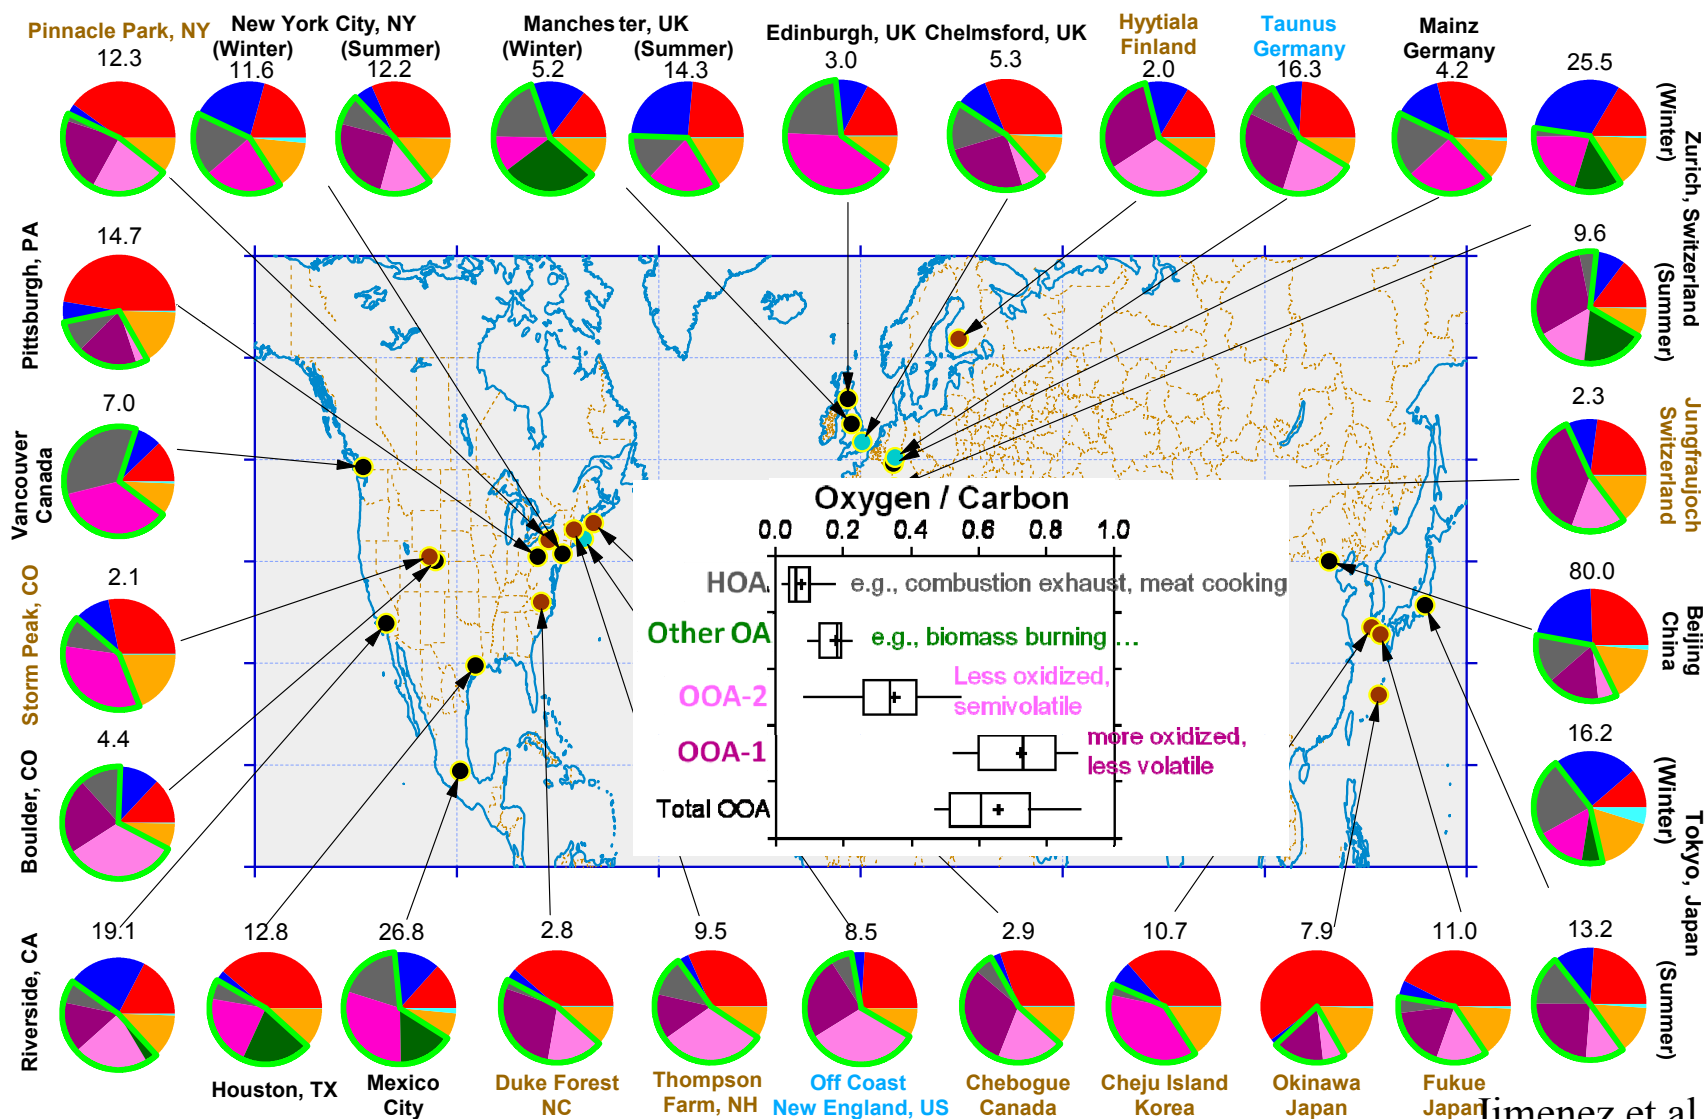 Pinnacle Park, NY
12.3
New York City, NY
(Winter)
11.6
(Summer)
12.2
Manchester, UK
(Winter)
5.2
(Summer)
14.3
Edinburgh, UK
3.0
Chelmsford, UK
5.3
Hyytiala
Finland
2.0
Taunus
Germany
16.3
Mainz
Germany
4.2
25.5
(Winter)
Zurich, Switzerland
9.6
(Summer)
Pittsburgh, PA
14.7
Vancouver
Canada
7.0
Storm Peak, CO
2.1
Boulder, CO
4.4
Riverside, CA
19.1
2.3
Jungfraujoch
Switzerland
80.0
Beijing
China
16.2
(Winter)
Tokyo, Japan
13.2
(Summer)
Oxygen / Carbon
0.0 0.2 0.4 0.6 0.8 1.0
HOA
e.g., combustion exhaust, meat cooking
Other OA
e.g., biomass burning ...
OOA-2
Less oxidized,
semivolatile
OOA-1
more oxidized,
less volatile
Total OOA
12.8
Houston, TX
26.8
Mexico
City
2.8
Duke Forest
NC
9.5
Thompson
Farm, NH
8.5
Off Coast
New England, US
2.9
Chebogue
Canada
10.7
Cheju Island
Korea
7.9
Okinawa
Japan
11.0
Fukue
Japan
Jimenez et al